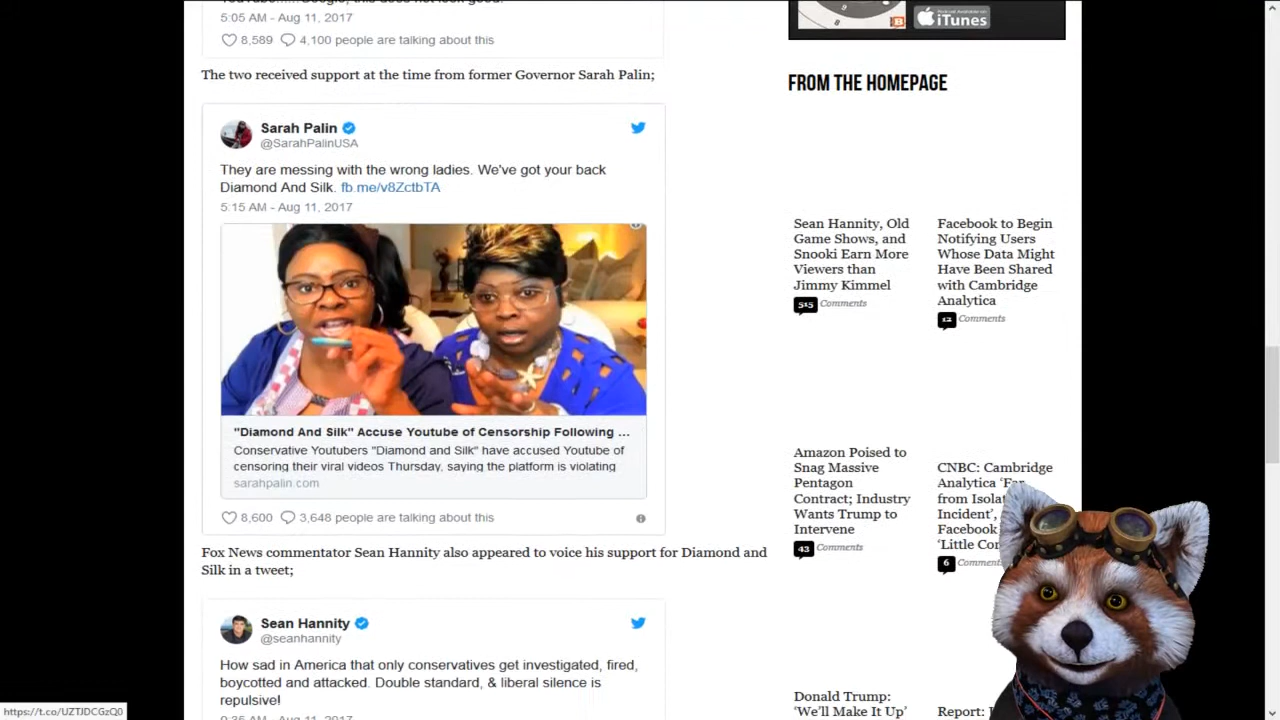 5:05 AM - Aug 11, 2017
8,589 4,100 people are talking about this
The two received support at the time from former Governor Sarah Palin;
Sarah Palin
@SarahPalinUSA
They are messing with the wrong ladies. We've got your back
Diamond And Silk. fb.me/v8ZctbTA
5:15 AM - Aug 11, 2017
"Diamond And Silk" Accuse Youtube of Censorship Following ...
Conservative Youtubers "Diamond and Silk" have accused Youtube of
censoring their viral videos Thursday, saying the platform is violating
sarahpalin.com
8,600 3,648 people are talking about this
Fox News commentator Sean Hannity also appeared to voice his support for Diamond and
Silk in a tweet;
Sean Hannity
@seanhannity
How sad in America that only conservatives get investigated, fired,
boycotted and attacked. Double standard, & liberal silence is
repulsive!
9:35 AM - Aug 11, 2017
https://t.co/UZTJDCGzQ0
iTunes
FROM THE HOMEPAGE
Sean Hannity, Old
Game Shows, and
Snooki Earn More
Viewers than
Jimmy Kimmel
515 Comments
Facebook to Begin
Notifying Users
Whose Data Might
Have Been Shared
with Cambridge
Analytica
12 Comments
Amazon Poised to
Snag Massive
Pentagon
Contract; Industry
Wants Trump to
Intervene
43 Comments
CNBC: Cambridge
Analytica
from
Incident',
Facebook
'Little
6
Donald Trump:
'We'll Make It Up'
Report: